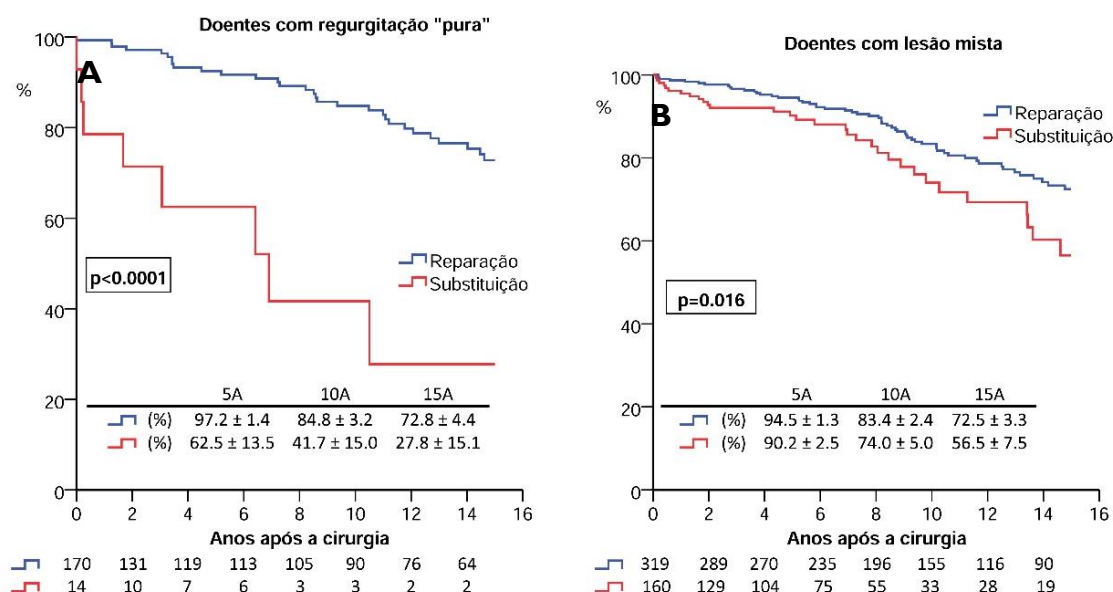 Doentes com regurgitação "pura"
A
%
100
80
60
40
20
0
Reparação
Substituição
p<0.0001
5A 10A 15A
(%) 97.2 ± 1.4 84.8 ± 3.2 72.8 ± 4.4
(%) 62.5 ± 13.5 41.7 ± 15.0 27.8 ± 15.1
0 2 4 6 8 10 12 14 16
Anos após a cirurgia
170 131 119 113 105 90 76 64
14 10 7 6 3 3 2 2
Doentes com lesão mista
B
%
100
80
60
40
20
0
Reparação
Substituição
p=0.016
5A 10A 15A
(%) 94.5 ± 1.3 83.4 ± 2.4 72.5 ± 3.3
(%) 90.2 ± 2.5 74.0 ± 5.0 56.5 ± 7.5
0 2 4 6 8 10 12 14 16
Anos após a cirurgia
319 289 270 235 196 155 116 90
160 129 104 75 55 33 28 19